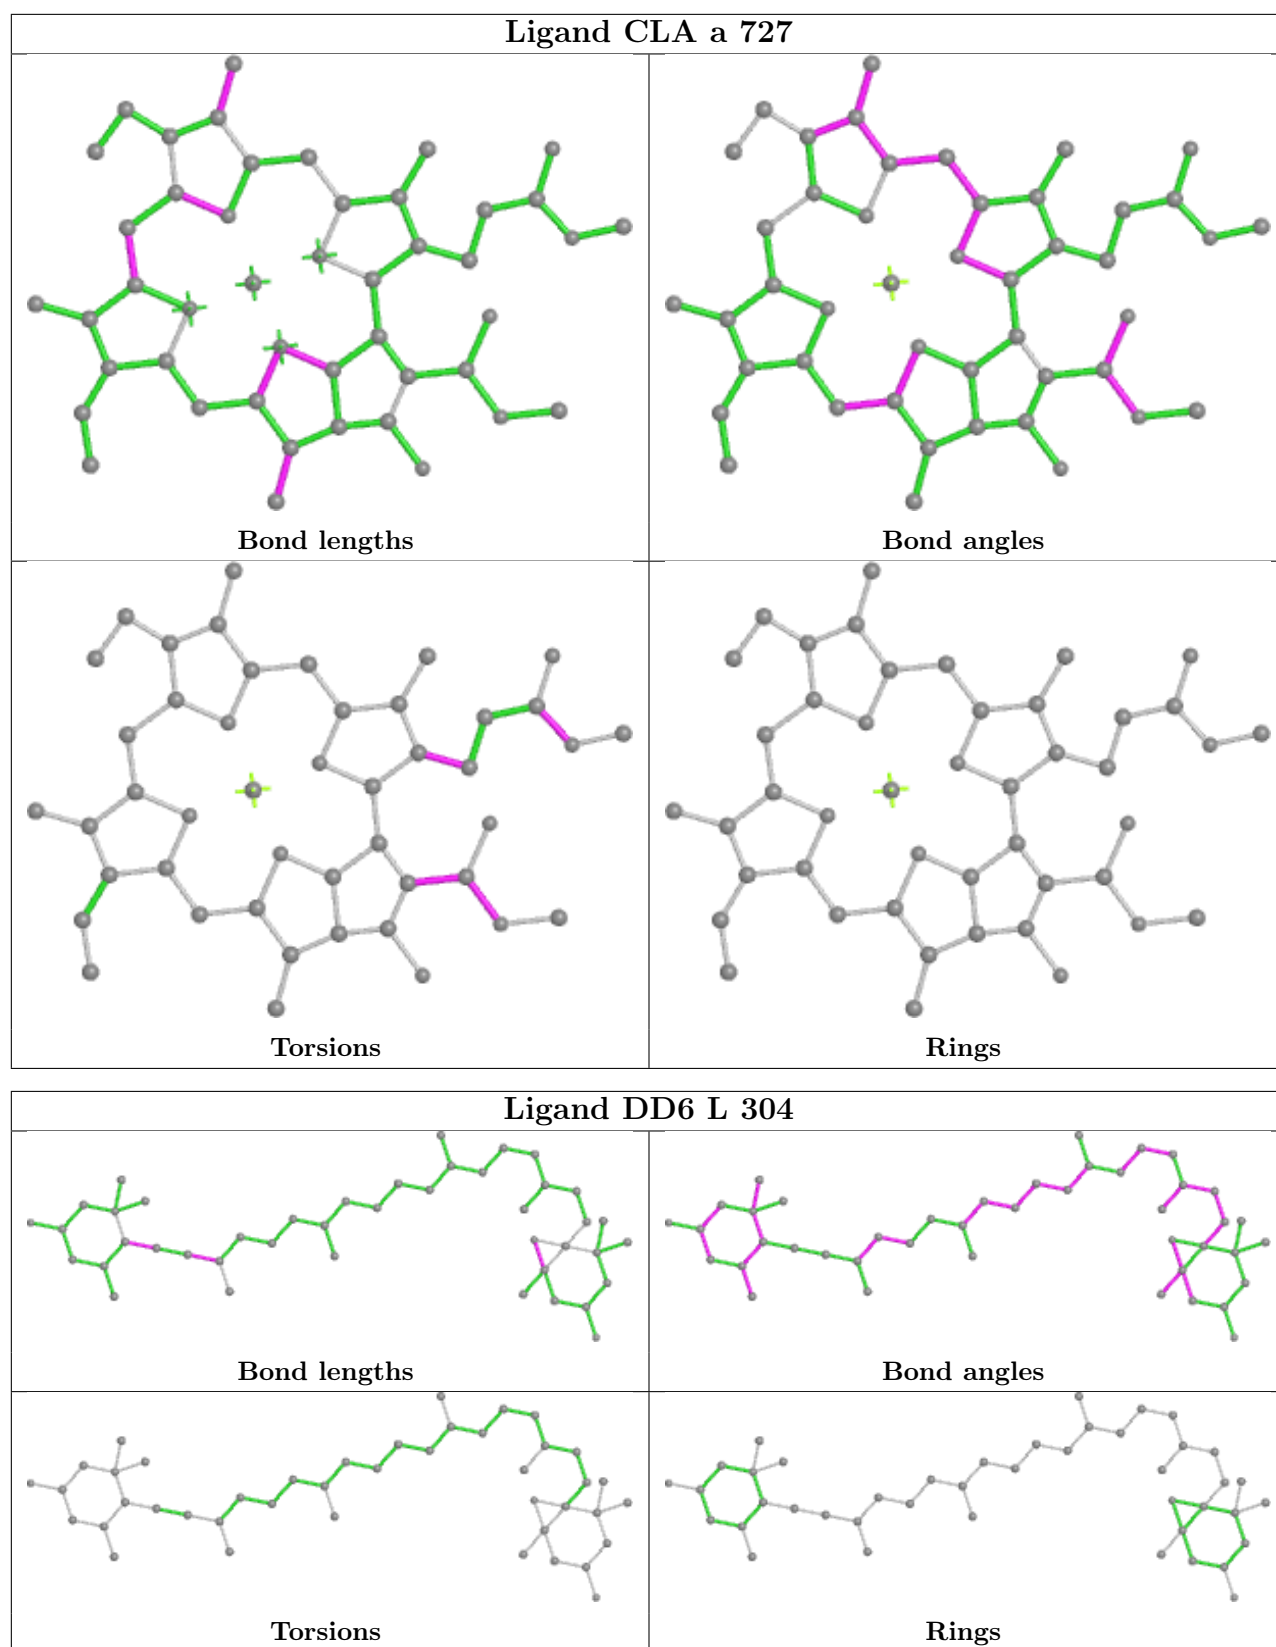 Ligand CLA a 727
Bond lengths
Bond angles
Torsions
Rings
Ligand DD6 L 304
Bond lengths
Bond angles
Torsions
Rings